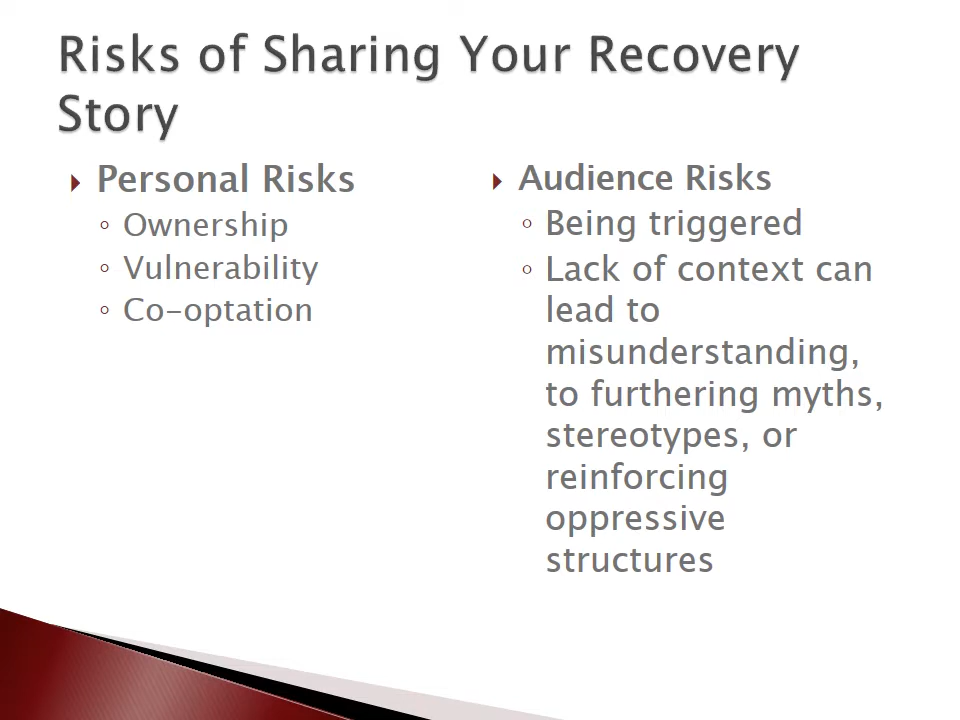 Risks of Sharing Your Recovery
Story
Personal Risks
Ownership
Vulnerability
Co-optation
Audience Risks
Being triggered
Lack of context can
lead to
misunderstanding,
to furthering myths,
stereotypes, or
reinforcing
oppressive
structures